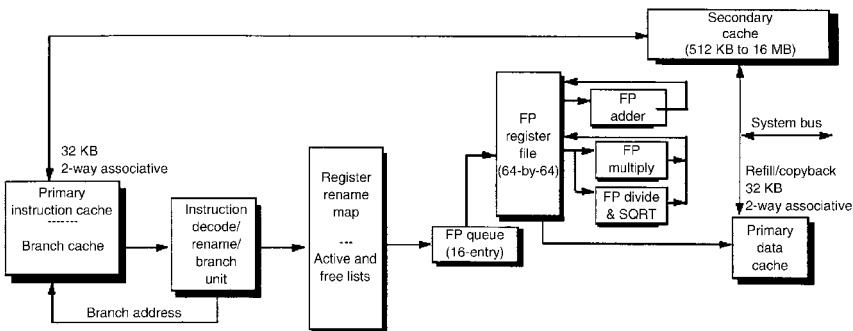 Secondary
cache
(512 KB to 16 MB)
FP
adder
FP
register
file
(64-by-64)
System bus
32 KB
2-way associative
FP
multiply
Refill/copyback
32 KB
2-way associative
Primary
instruction cache
-------
Branch cache
Instruction
decode/
rename/
branch
unit
Register
rename
map
---
Active and
free lists
FP divide
& SQRT
FP queue
(16-entry)
Primary
data
cache
Branch address